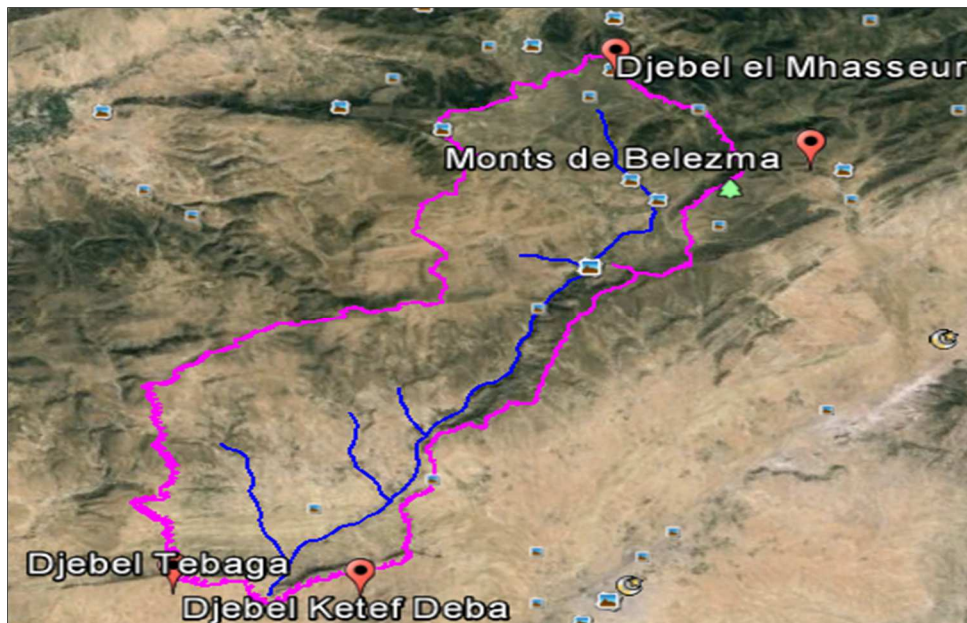 Djebel el Mhasseur
Monts de Belezma
Djebel Tebaga
Djebel Ketef Deba